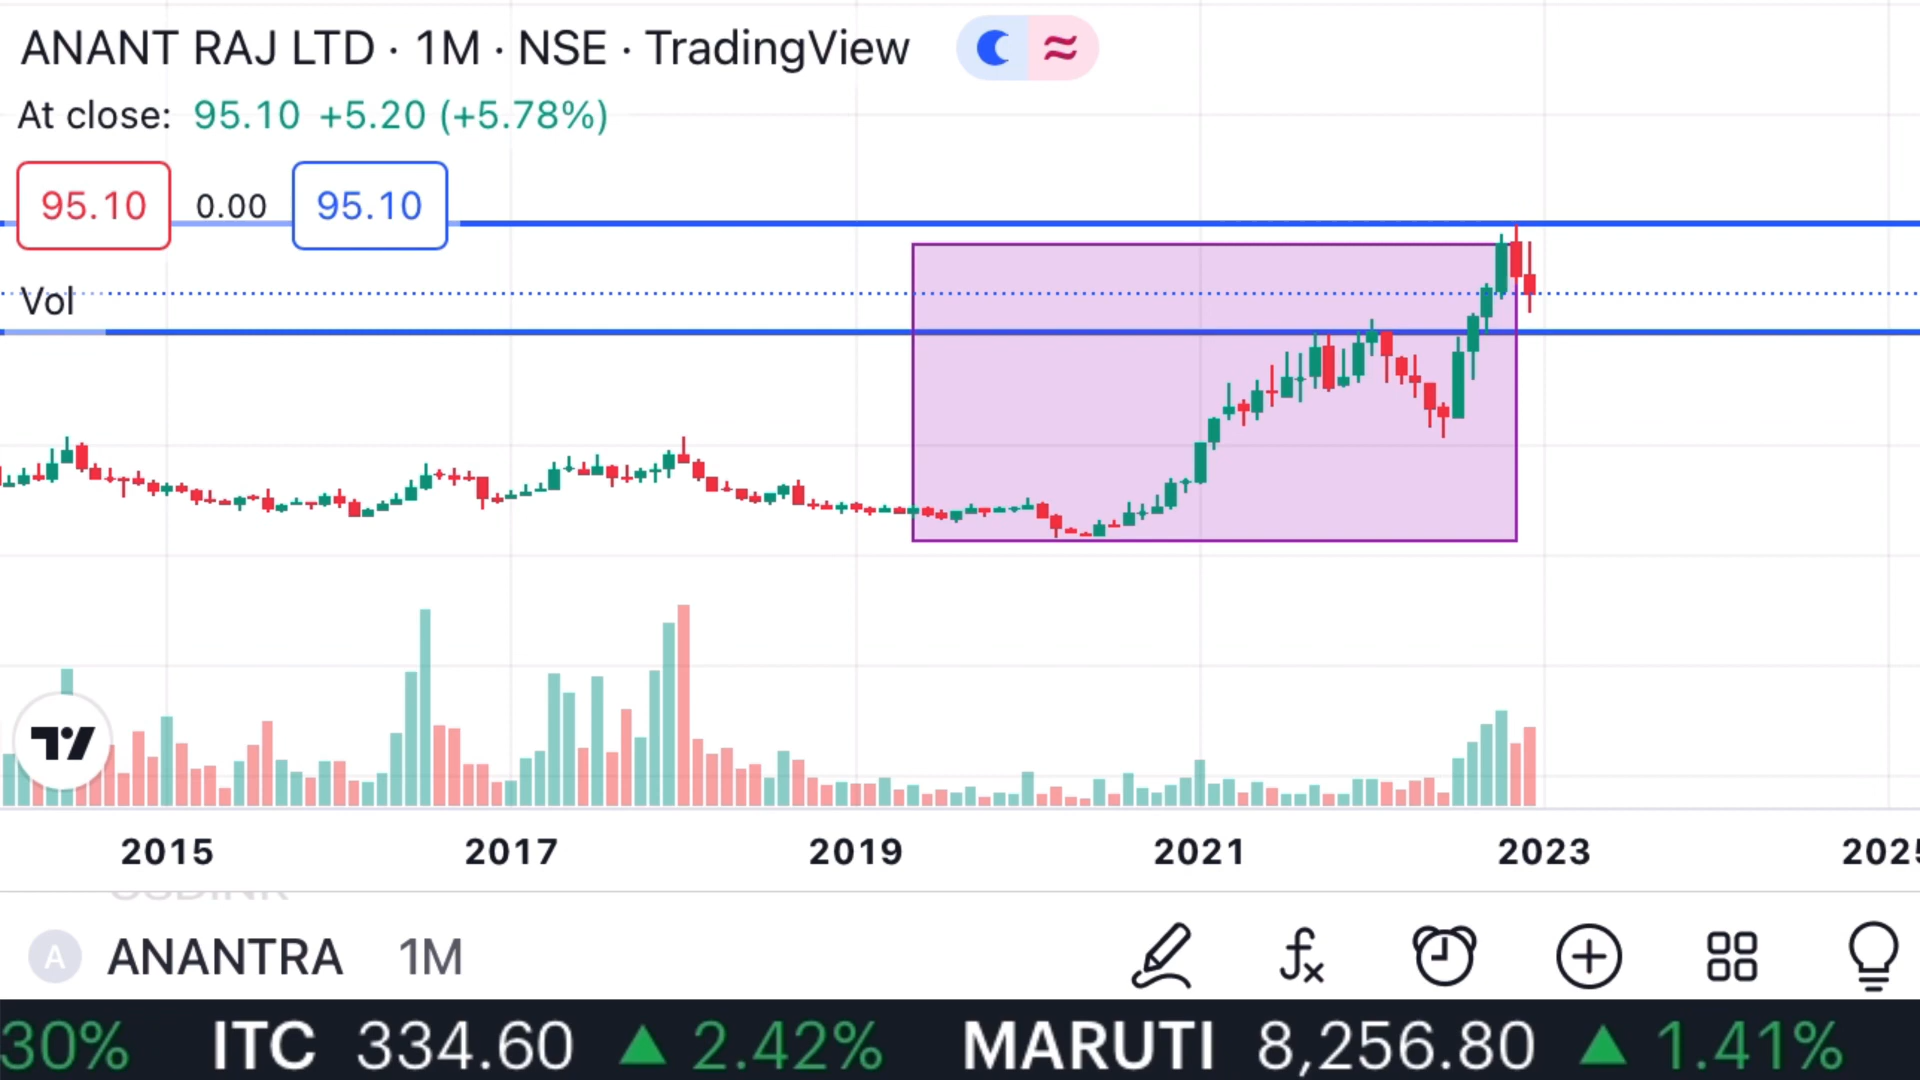 ANANT RAJ LTD · 1M · NSE · TradingView
At close: 95.10 +5.20 (+5.78%)
95.10 0.00 95.10
Vol
2015 2017 2019 2021 2023 2025
ANANTRA 1M
A
30% ITC 334.60 ▲ 2.42% MARUTI 8,256.80 ▲ 1.41%